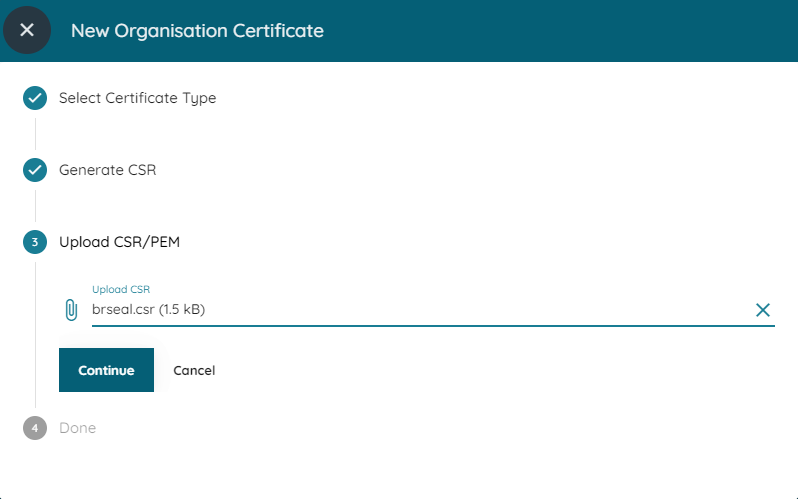 New Organisation Certificate
Select Certificate Type
Generate CSR
3 Upload CSR/PEM
Upload CSR
brseal.csr (1.5 kB)
Continue Cancel
4 Done